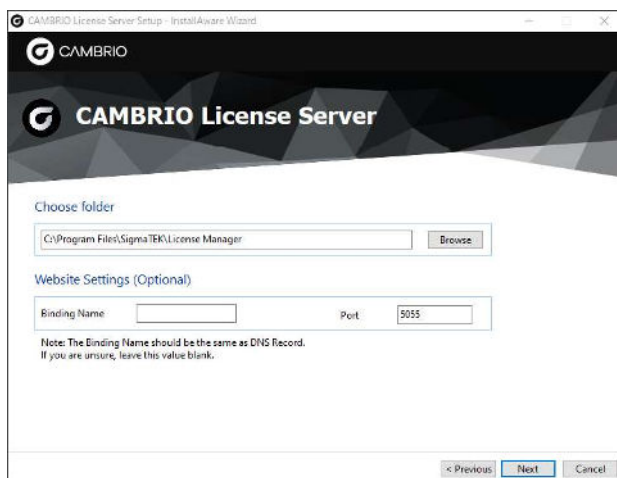 CAMBRIO License Server Setup - InstallAware Wizard
CAMBRIO
CAMBRIO License Server
Choose folder
C:\Program Files\SigmaTEK\License Manager Browse
Website Settings (Optional)
Binding Name Port 5055
Note: The Binding Name should be the same as DNS Record.
If you are unsure, leave this value blank.
< Previous Next Cancel